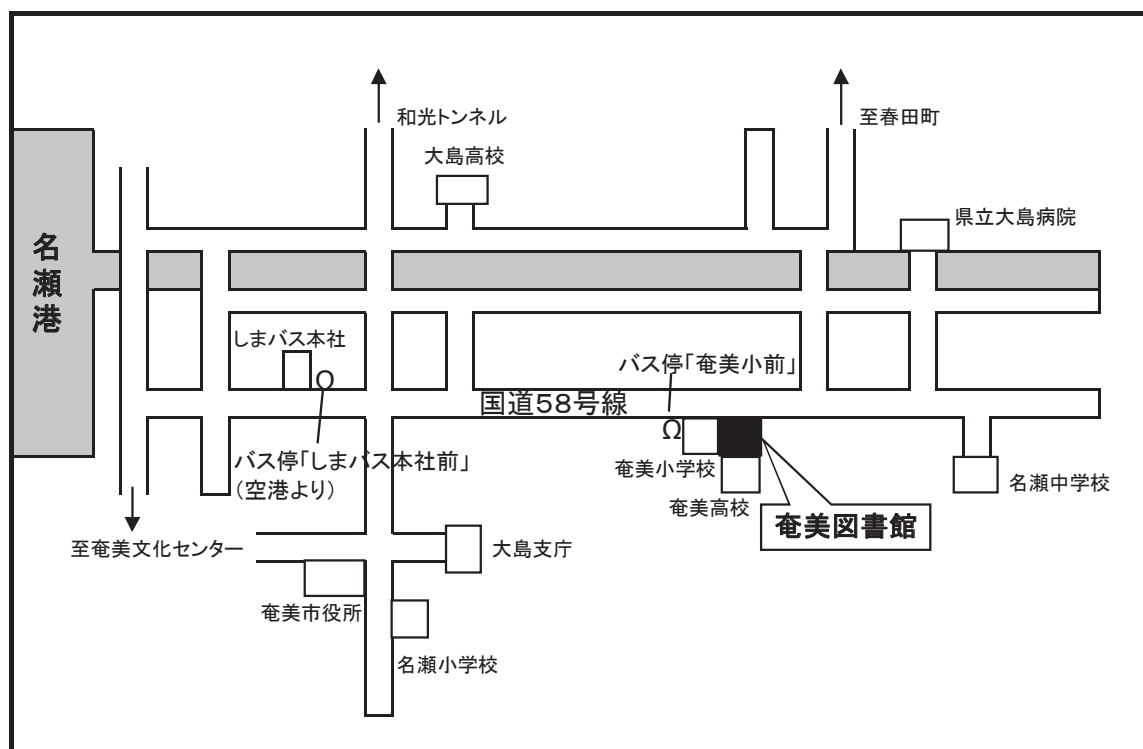 和光トンネル
至春田町
大島高校
県立大島病院
名瀬港
しまバス本社
バス停「奄美小前」
国道58号線
バス停「しまバス本社前」
（空港より）
奄美小学校
奄美高校
名瀬中学校
奄美図書館
至奄美文化センター
大島支庁
奄美市役所
名瀬小学校